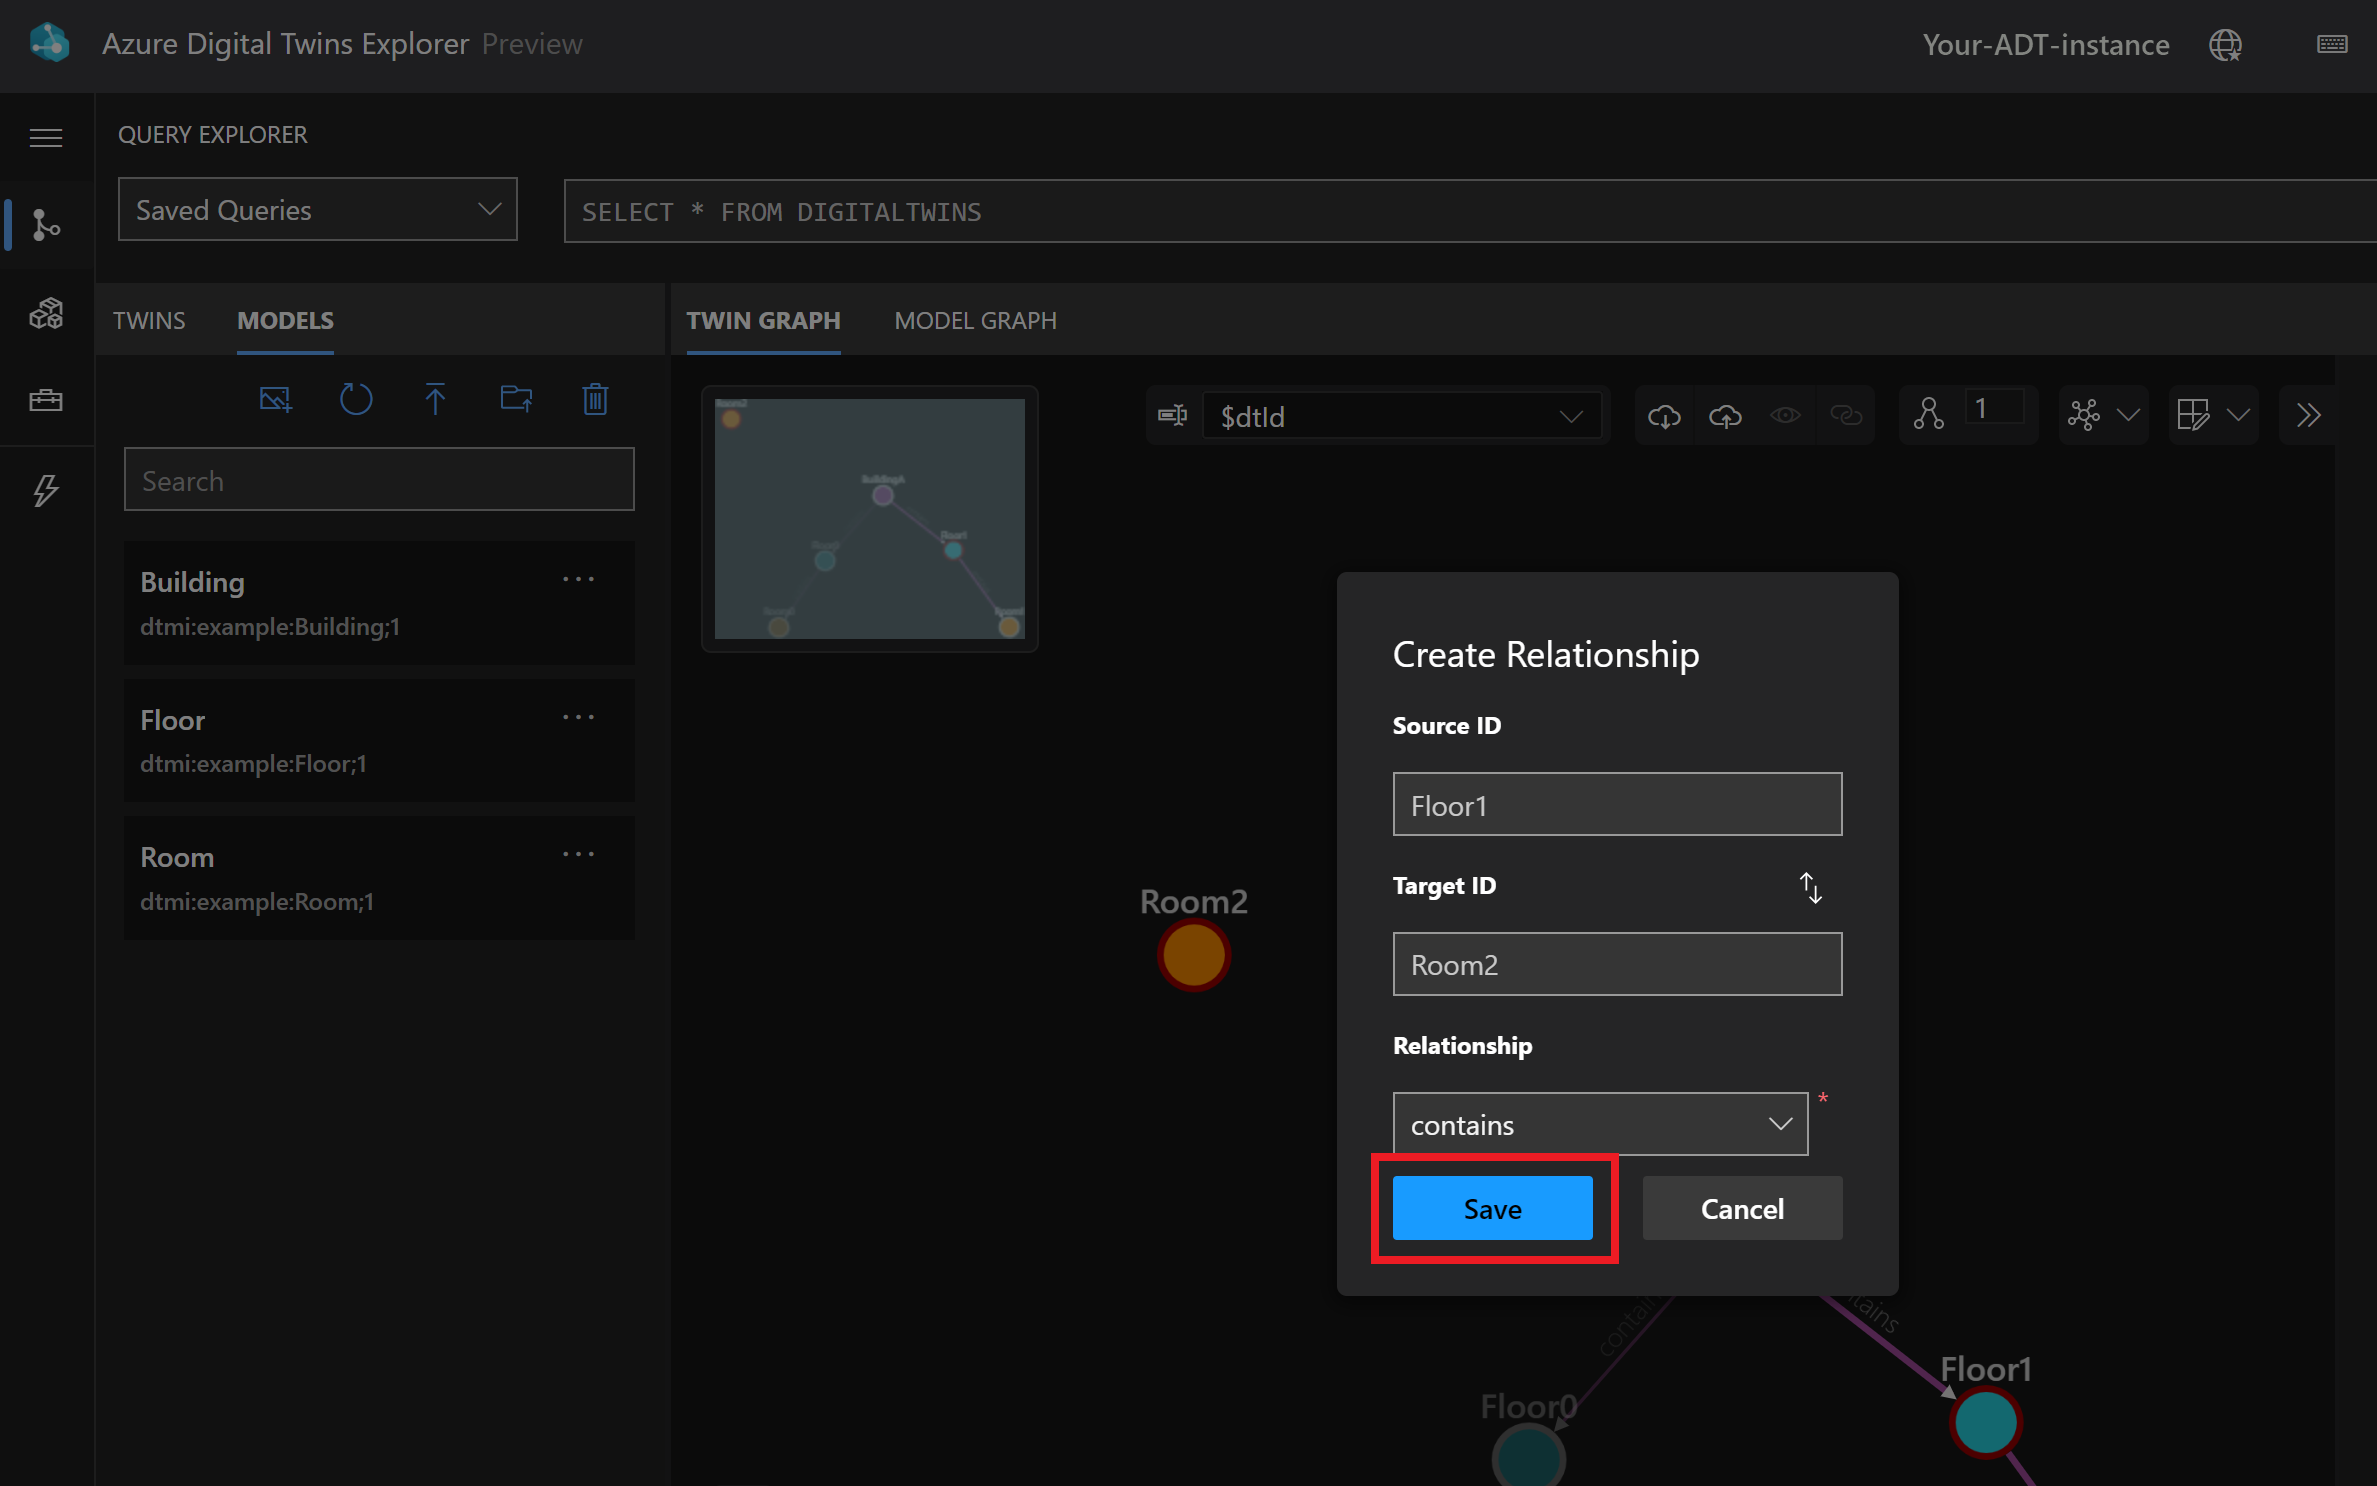 Azure Digital Twins Explorer Preview
Your-ADT-instance
QUERY EXPLORER
Saved Queries
SELECT * FROM DIGITALTWINS
TWINS MODELS
TWIN GRAPH MODEL GRAPH
$dtId
1
Search
Building
dtmi:example:Building;1
Floor
dtmi:example:Floor;1
Room
dtmi:example:Room;1
Room2
BuildingA
Room2
Create Relationship
Source ID
Floor1
Target ID
Room2
Relationship
contains
*
Save
Cancel
Floor0
Floor1